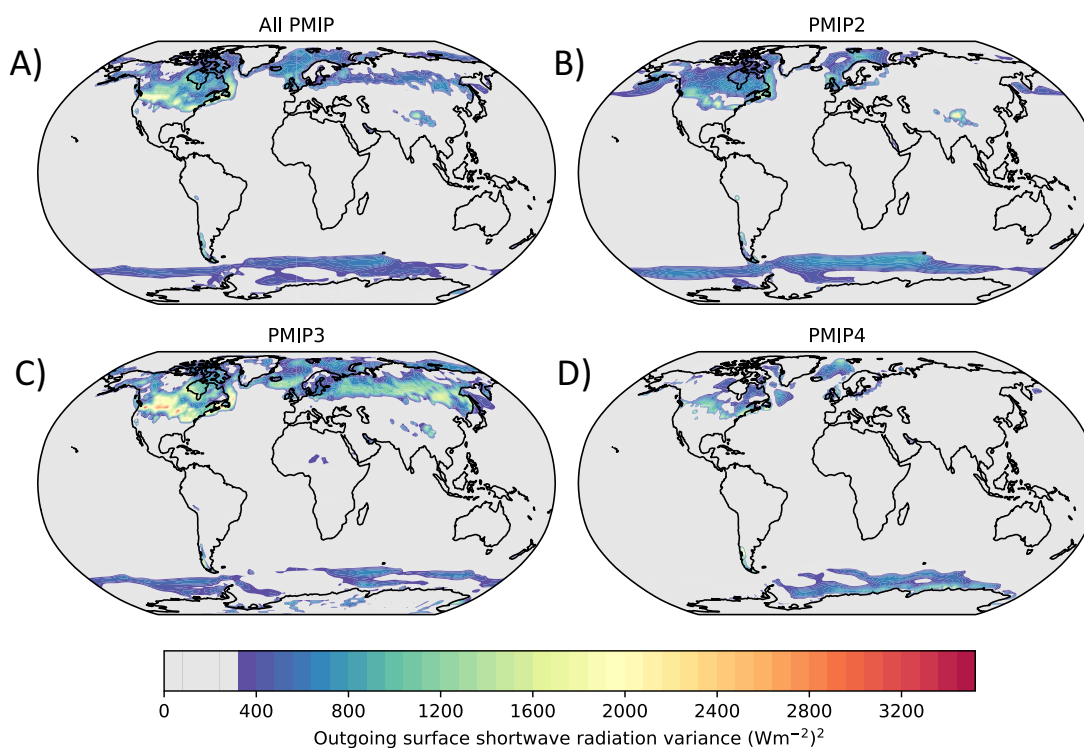 All PMIP
PMIP2
A)
B)
PMIP3
PMIP4
C)
D)
0 400 800 1200 1600 2000 2400 2800 3200
Outgoing surface shortwave radiation variance (Wm⁻²)²